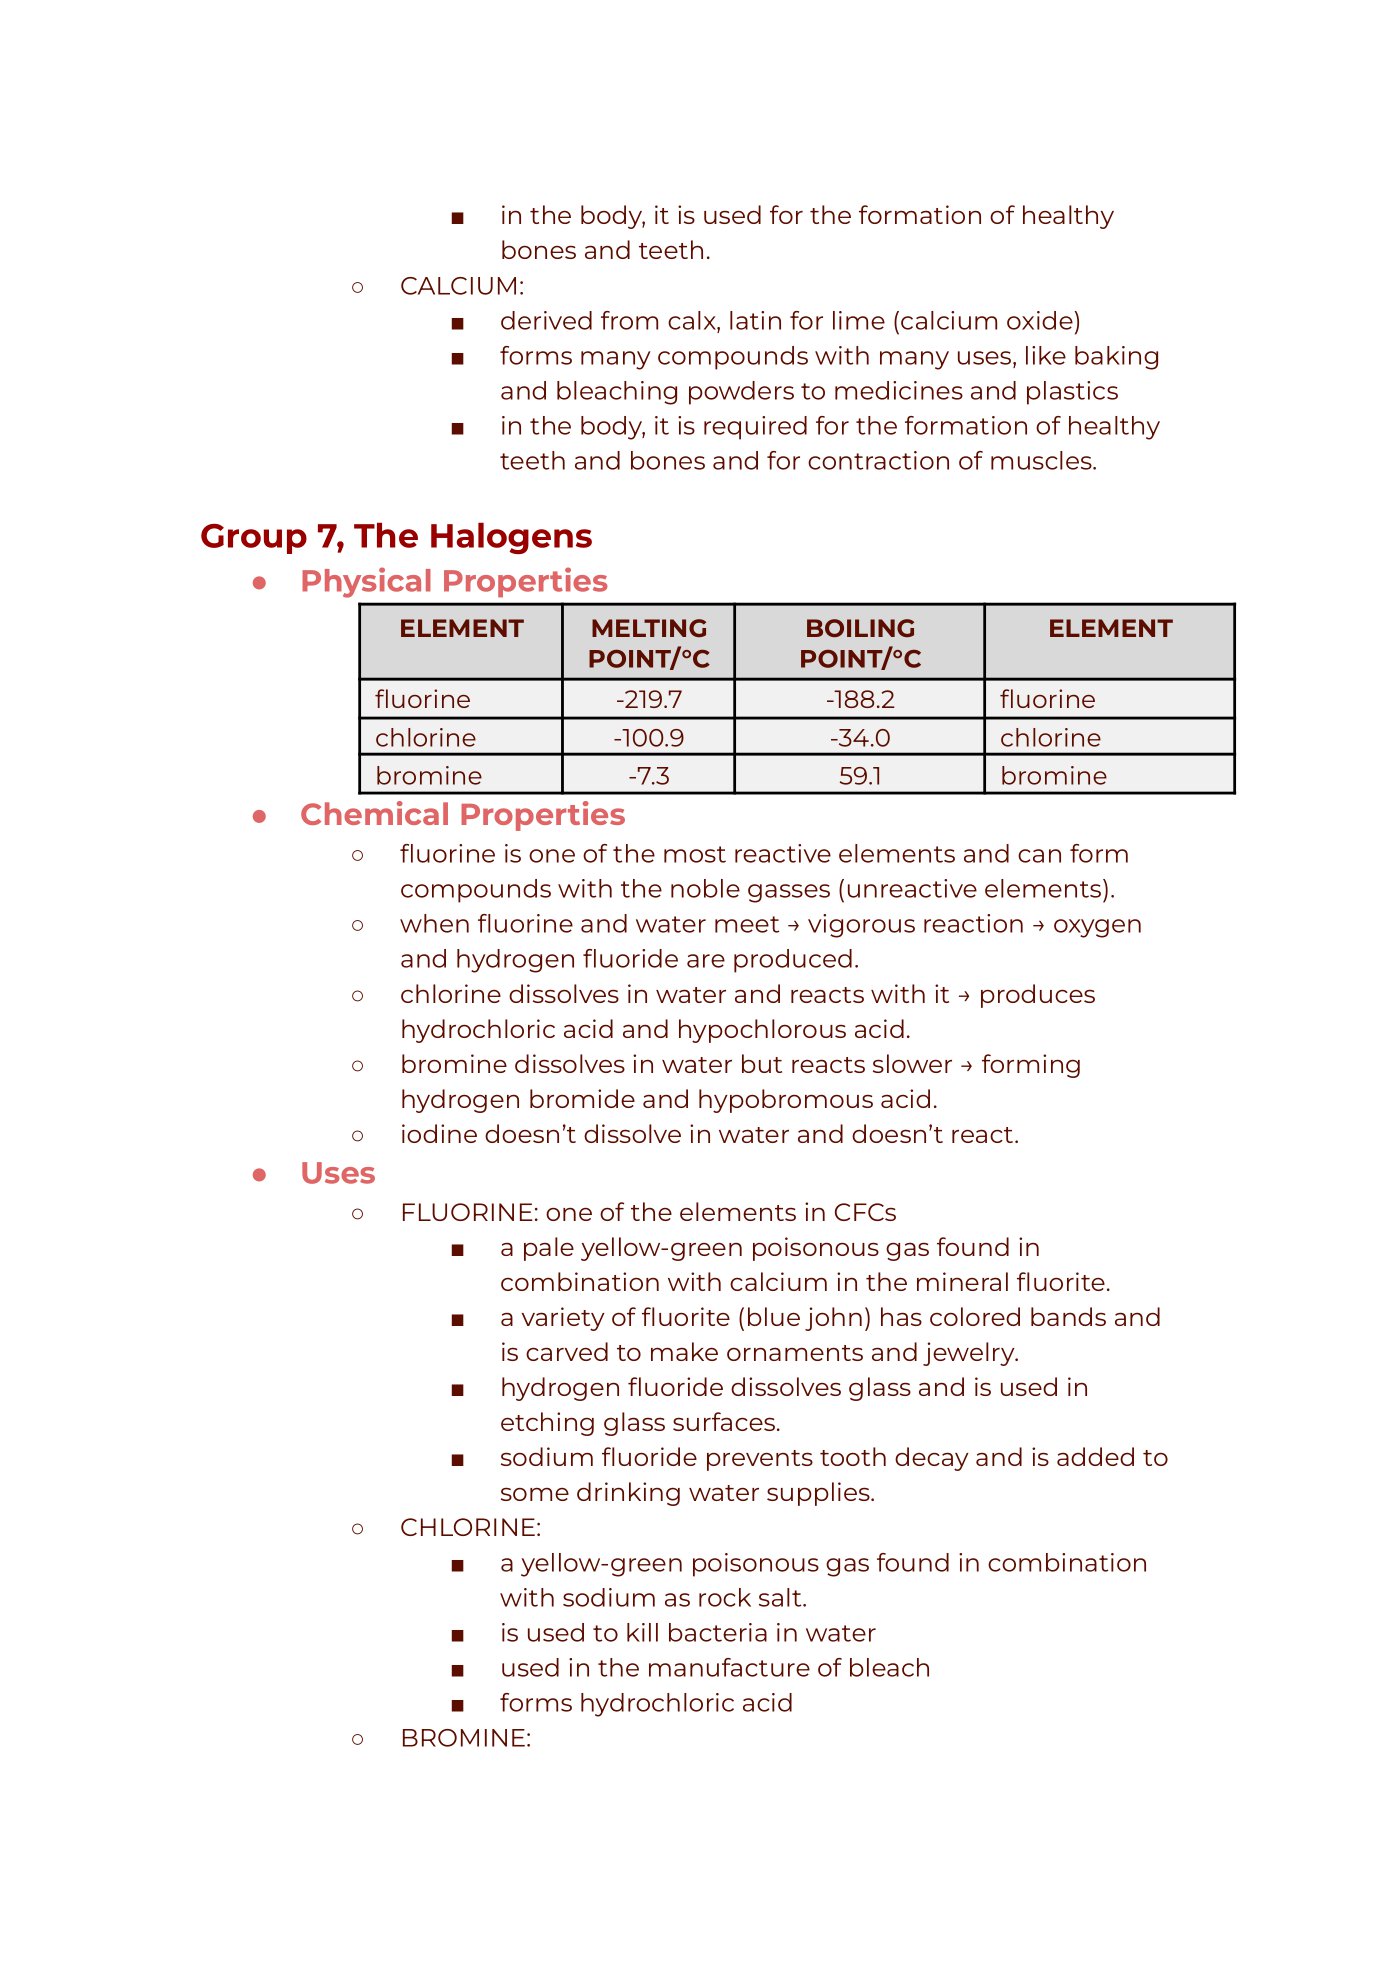 ■ in the body, it is used for the formation of healthy
bones and teeth.
○ CALCIUM:
■ derived from calx, latin for lime (calcium oxide)
■ forms many compounds with many uses, like baking
and bleaching powders to medicines and plastics
■ in the body, it is required for the formation of healthy
teeth and bones and for contraction of muscles.
Group 7, The Halogens
● Physical Properties
ELEMENT MELTING POINT/°C BOILING POINT/°C ELEMENT
fluorine -219.7 -188.2 fluorine
chlorine -100.9 -34.0 chlorine
bromine -7.3 59.1 bromine
● Chemical Properties
○ fluorine is one of the most reactive elements and can form
compounds with the noble gasses (unreactive elements).
○ when fluorine and water meet → vigorous reaction → oxygen
and hydrogen fluoride are produced.
○ chlorine dissolves in water and reacts with it → produces
hydrochloric acid and hypochlorous acid.
○ bromine dissolves in water but reacts slower → forming
hydrogen bromide and hypobromous acid.
○ iodine doesn’t dissolve in water and doesn’t react.
● Uses
○ FLUORINE: one of the elements in CFCs
■ a pale yellow-green poisonous gas found in
combination with calcium in the mineral fluorite.
■ a variety of fluorite (blue john) has colored bands and
is carved to make ornaments and jewelry.
■ hydrogen fluoride dissolves glass and is used in
etching glass surfaces.
■ sodium fluoride prevents tooth decay and is added to
some drinking water supplies.
○ CHLORINE:
■ a yellow-green poisonous gas found in combination
with sodium as rock salt.
■ is used to kill bacteria in water
■ used in the manufacture of bleach
■ forms hydrochloric acid
○ BROMINE: